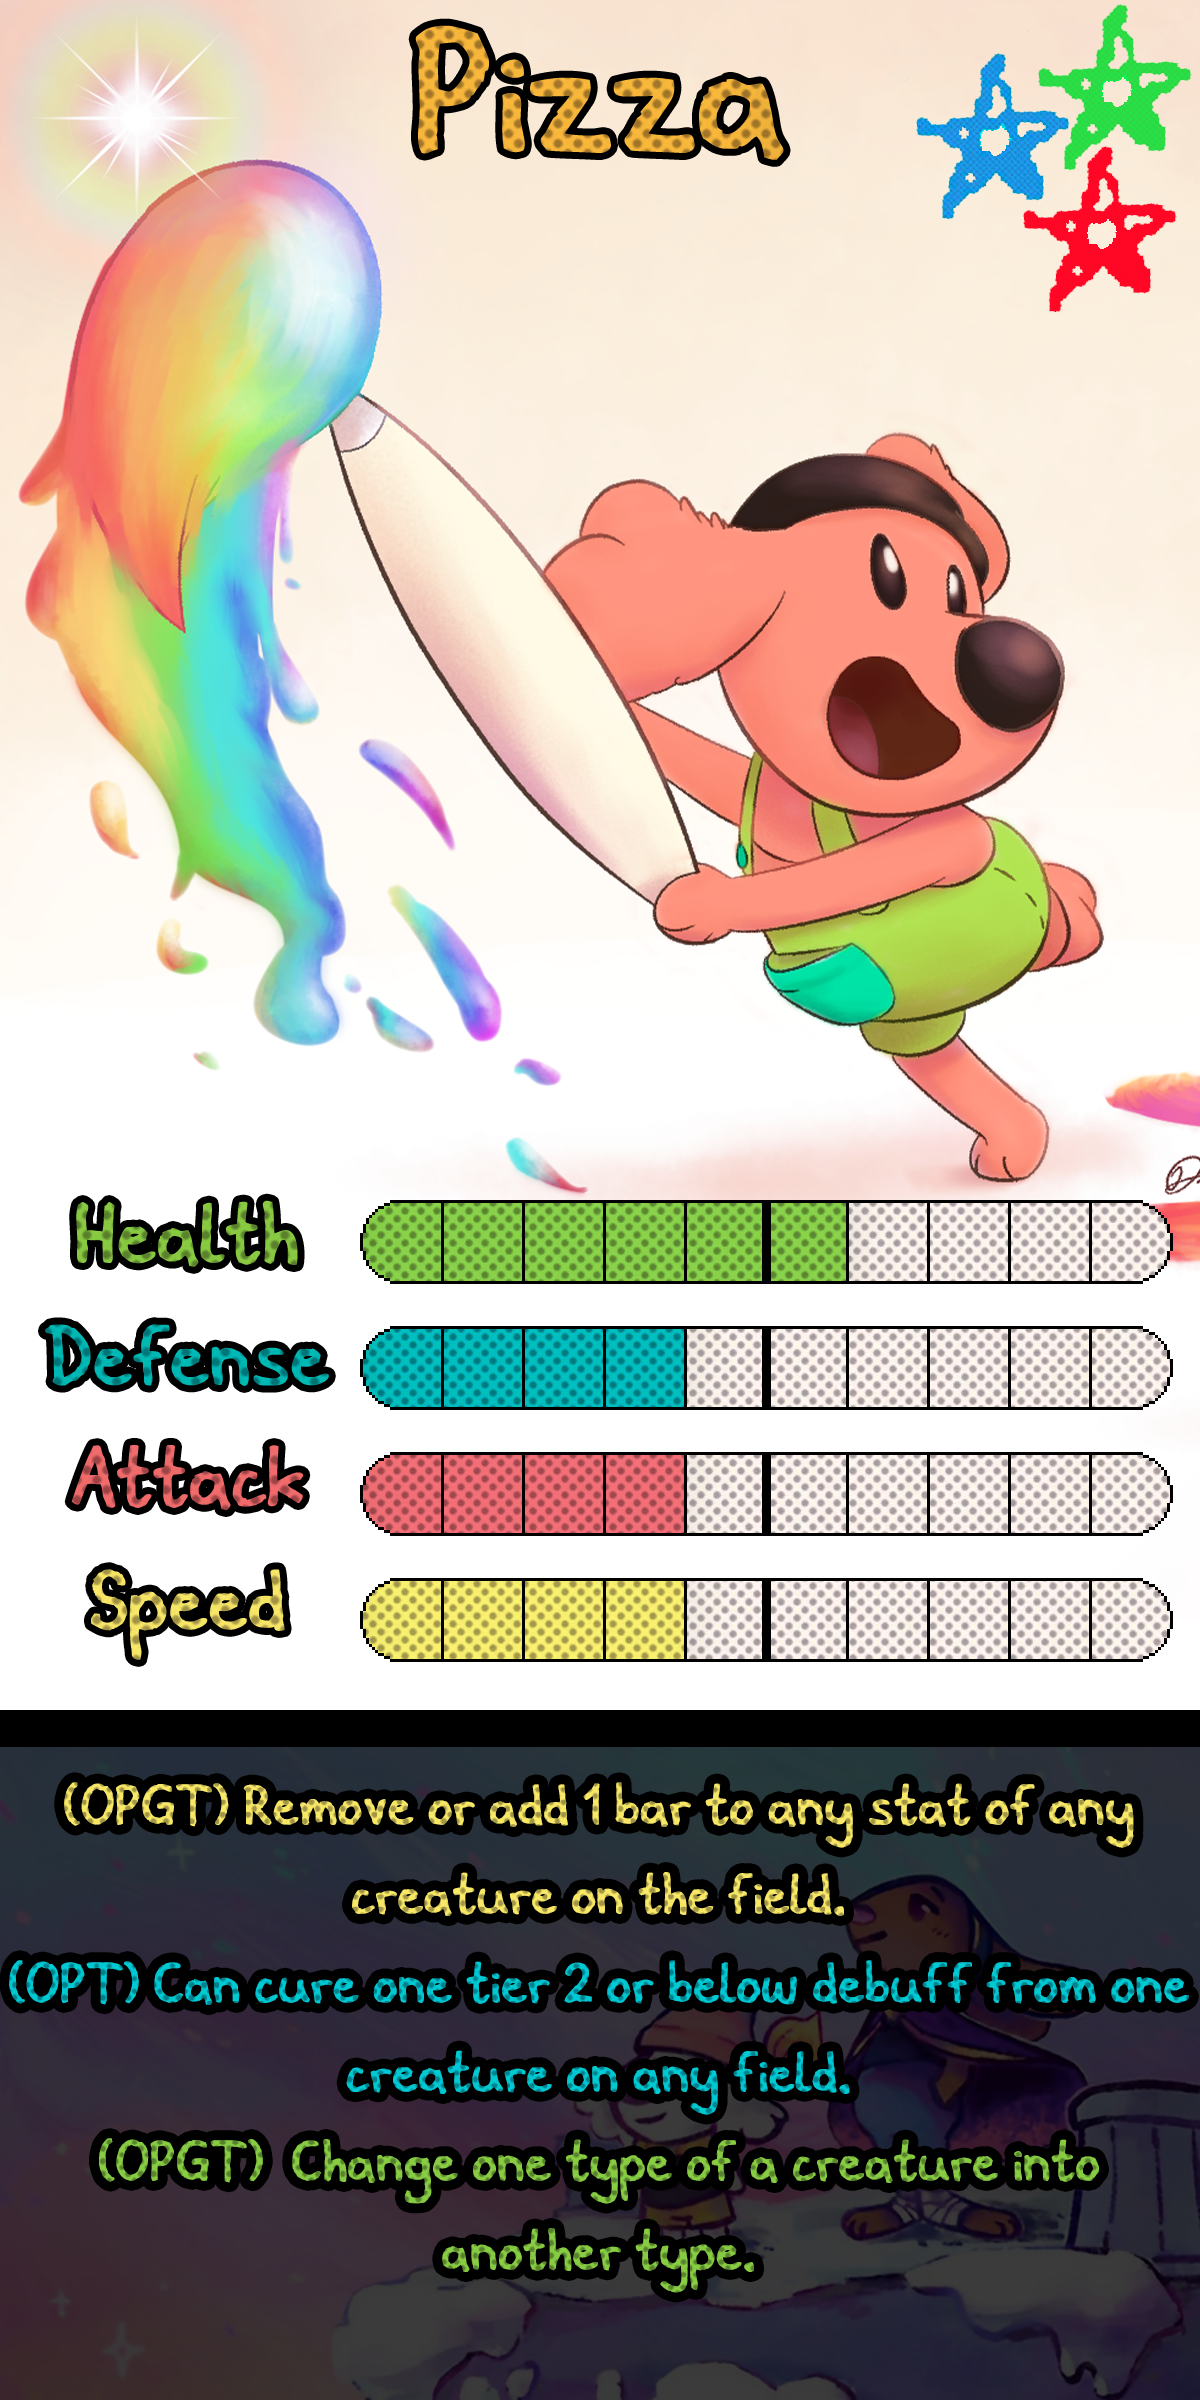 Pizza
Health
Defense
Attack
Speed
(OPGT) Remove or add 1 bar to any stat of any
creature on the field.
(OPT) Can cure one tier 2 or below debuff from one
creature on any field.
(OPGT) Change one type of a creature into
another type.